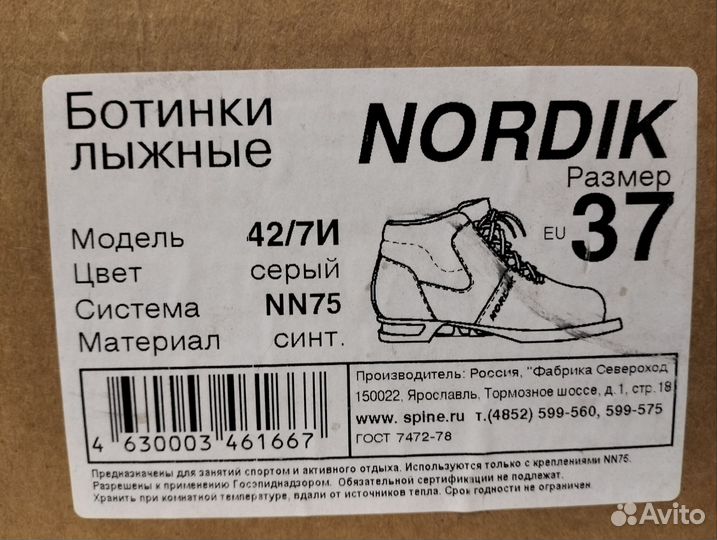 Ботинки
лыжные
NORDIK
Размер
EU 37
Модель 42/7И
Цвет серый
Система NN75
Материал синт.
NORDIK
4 630003 461667
Производитель: Россия, "Фабрика Североход
150022, Ярославль, Тормозное шоссе, д.1, стр.18
www. spine.ru т.(4852) 599-560, 599-575
ГОСТ 7472-78
Предназначены для занятий спортом и активного отдыха. Используются только с креплениями NN75.
Разрешены к применению Госэпиднадзором. Обязательной сертификации не подлежат.
Хранить при комнатной температуре, вдали от источников тепла. Срок годности не ограничен.
Avito